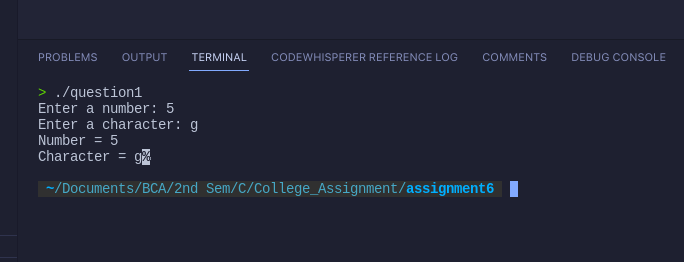 PROBLEMS OUTPUT TERMINAL CODEWHISPERER REFERENCE LOG COMMENTS DEBUG CONSOLE
> ./question1
Enter a number: 5
Enter a character: g
Number = 5
Character = g%
~/Documents/BCA/2nd Sem/C/College_Assignment/assignment6